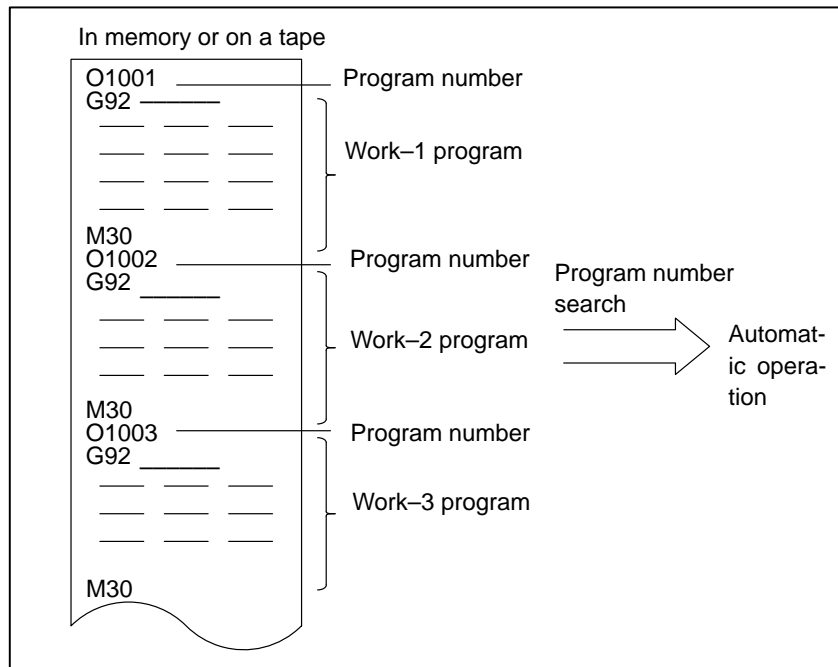 In memory or on a tape
O1001
Program number
G92
Work–1 program
M30
O1002
Program number
G92
Program number
search
Work–2 program
Automat-
ic opera-
tion
M30
O1003
Program number
G92
Work–3 program
M30